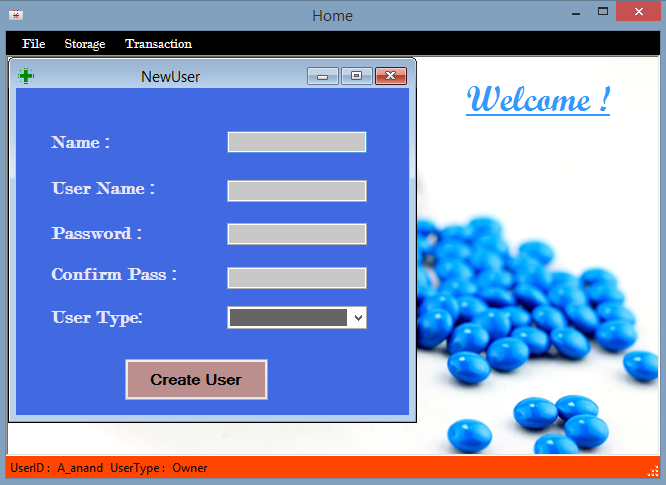 Home
File Storage Transaction
NewUser
Welcome !
Name :
User Name :
Password :
Confirm Pass :
User Type:
Create User
UserID : A_anand UserType : Owner